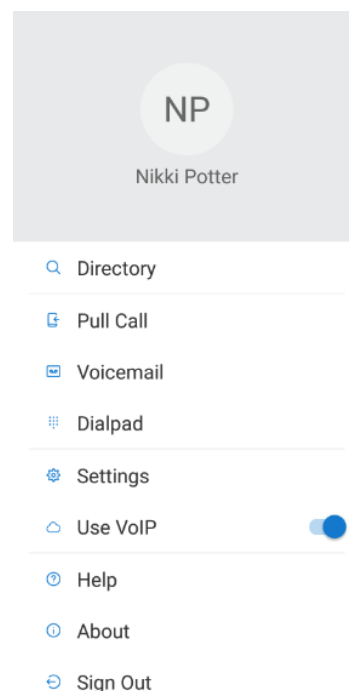 NP
Nikki Potter
Directory
Pull Call
Voicemail
Dialpad
Settings
Use VoIP
Help
About
Sign Out